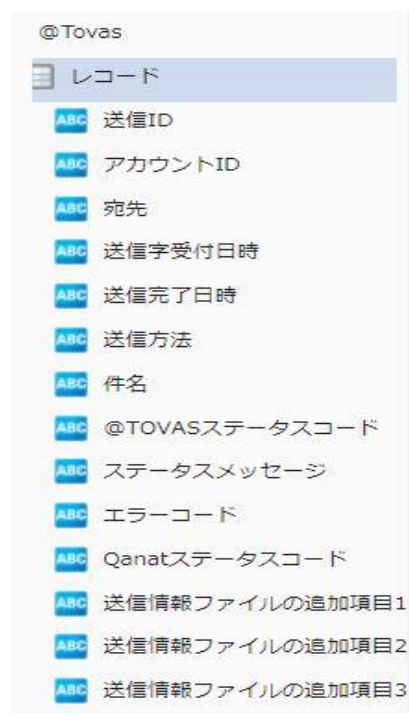 @Tovas
レコード
ABC 送信ID
ABC アカウントID
ABC 宛先
ABC 送信字受付日時
ABC 送信完了日時
ABC 送信方法
ABC 件名
ABC @TOVASステータスコード
ABC ステータスメッセージ
ABC エラーコード
ABC Qanatステータスコード
ABC 送信情報ファイルの追加項目1
ABC 送信情報ファイルの追加項目2
ABC 送信情報ファイルの追加項目3